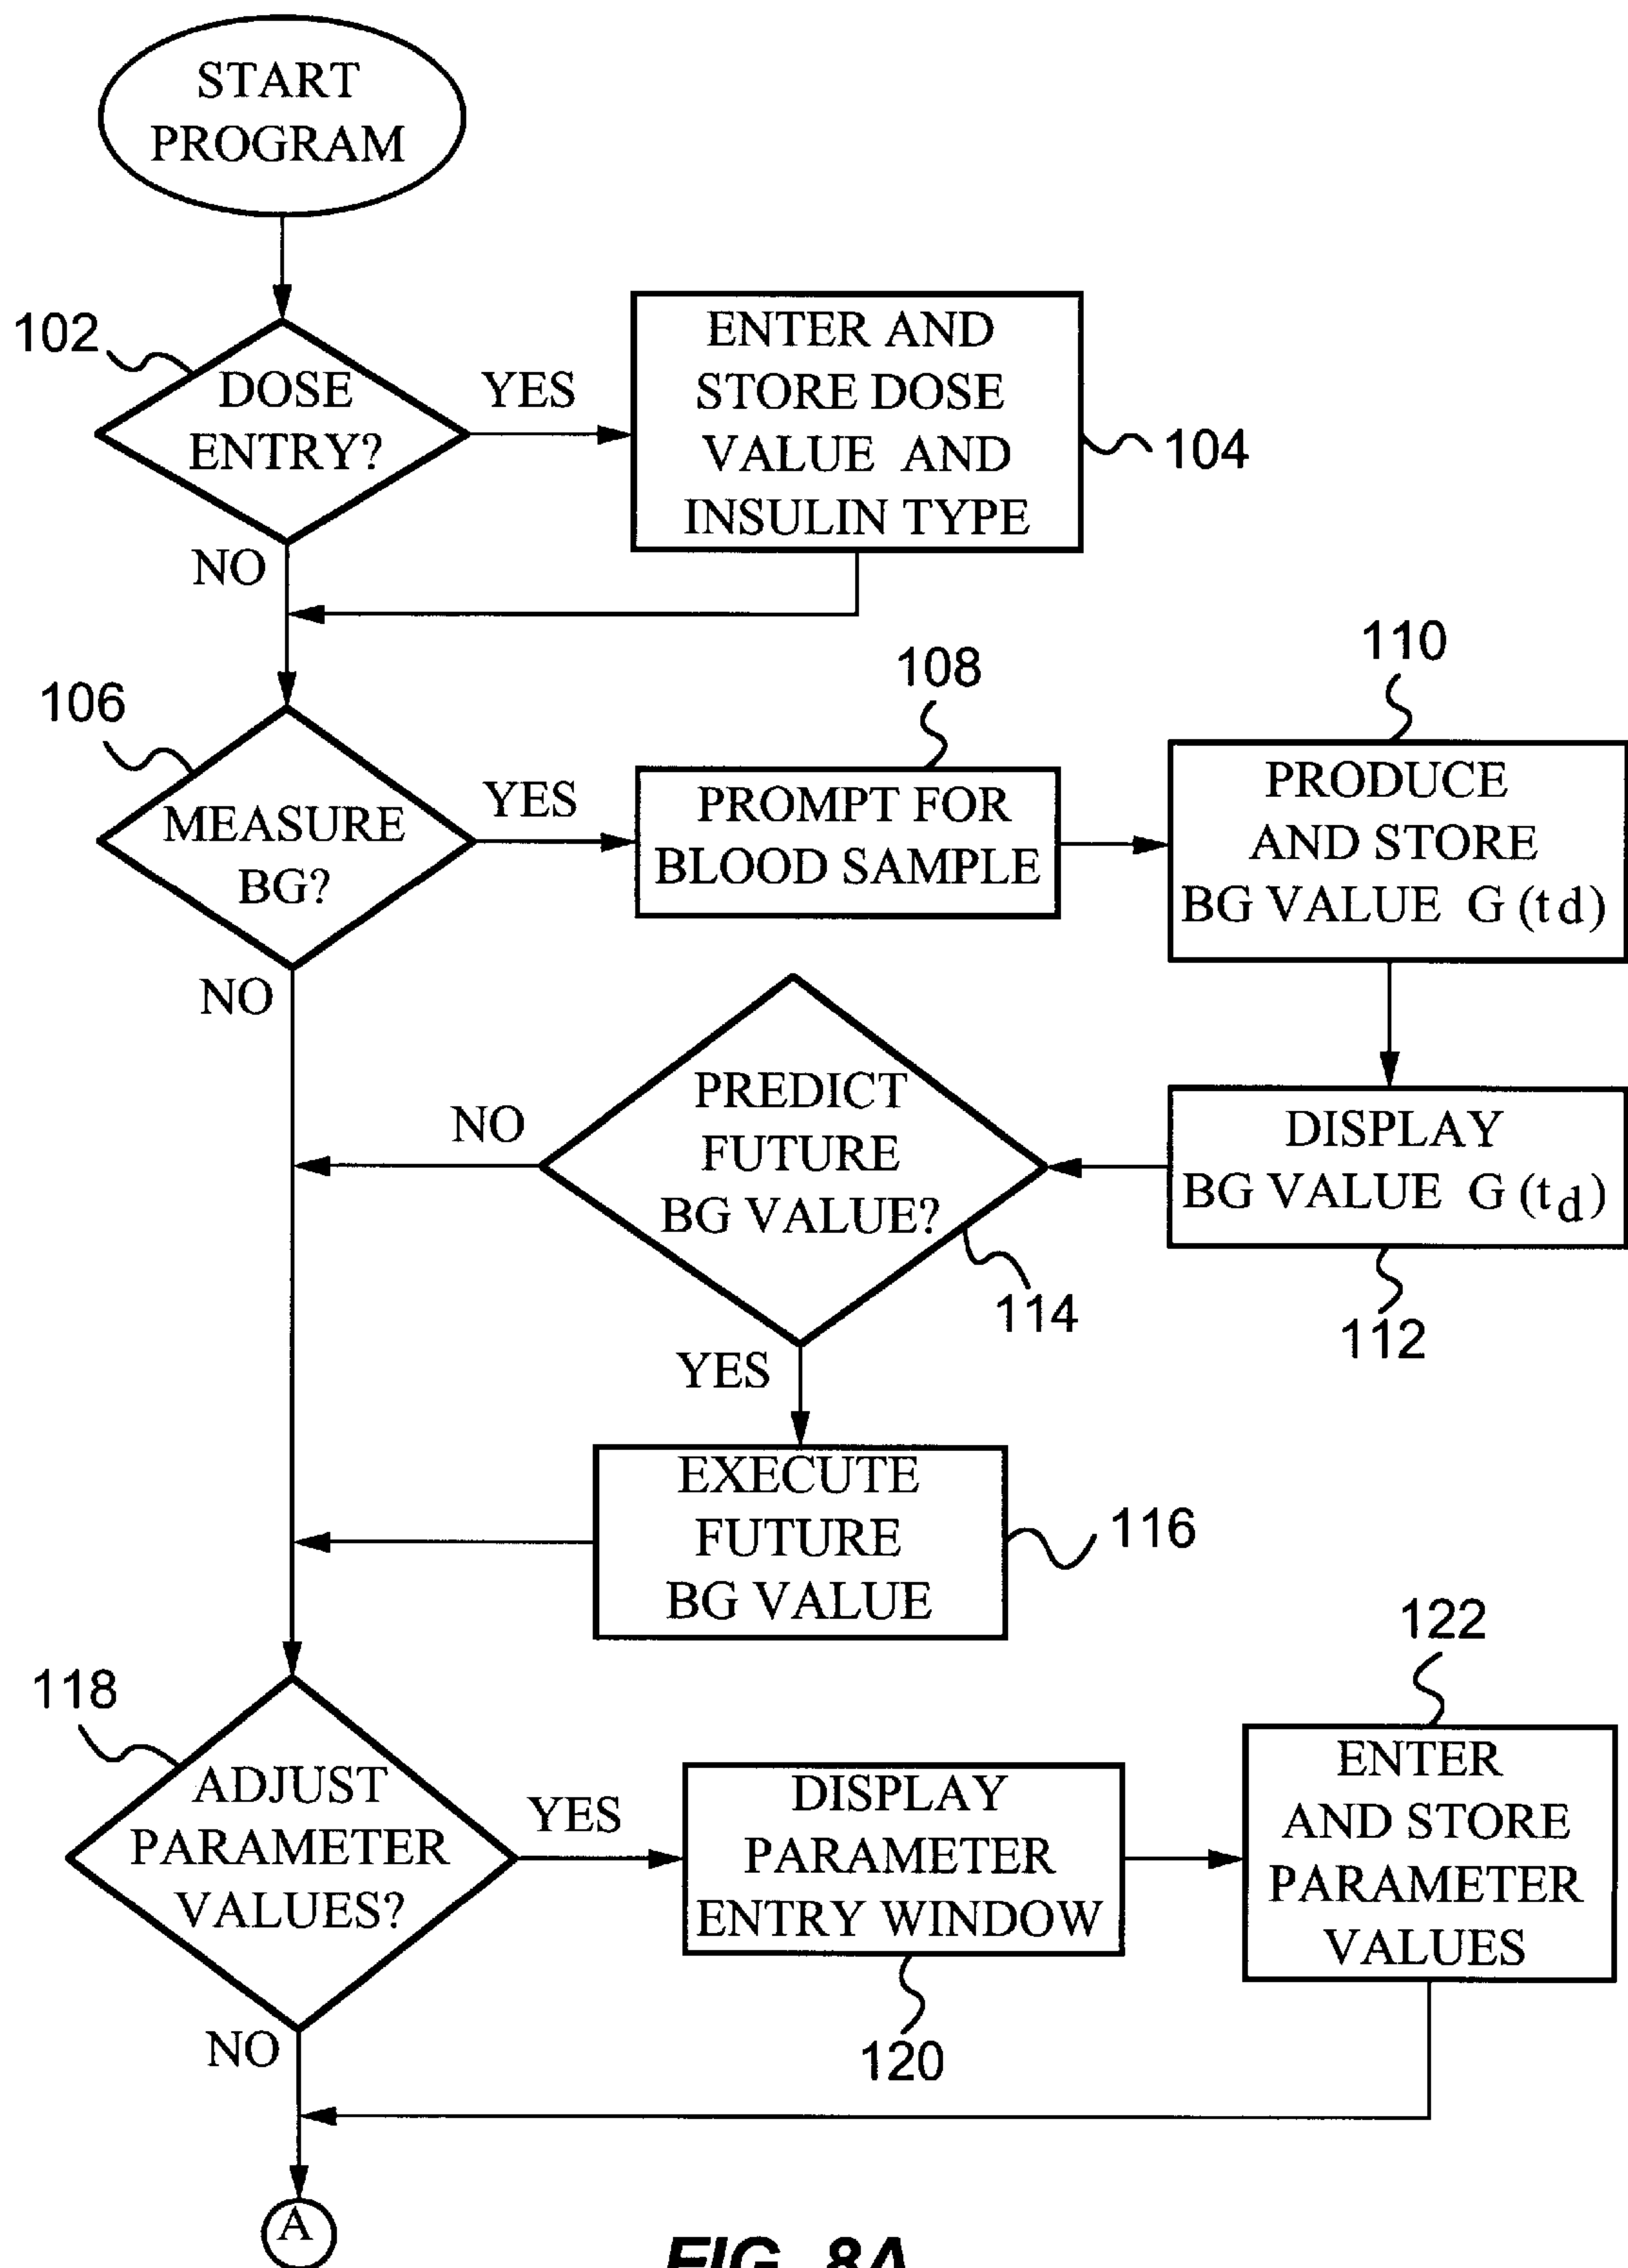 START
PROGRAM
102
DOSE
ENTRY?
YES
ENTER AND
STORE DOSE
VALUE AND
INSULIN TYPE
104
NO
106
MEASURE
BG?
YES
108
PROMPT FOR
BLOOD SAMPLE
110
PRODUCE
AND STORE
BG VALUE G (td)
NO
PREDICT
FUTURE
BG VALUE?
NO
114
DISPLAY
BG VALUE G (td)
112
YES
EXECUTE
FUTURE
BG VALUE
116
118
ADJUST
PARAMETER
VALUES?
YES
DISPLAY
PARAMETER
ENTRY WINDOW
120
122
ENTER
AND STORE
PARAMETER
VALUES
NO
A
FIG. 8A